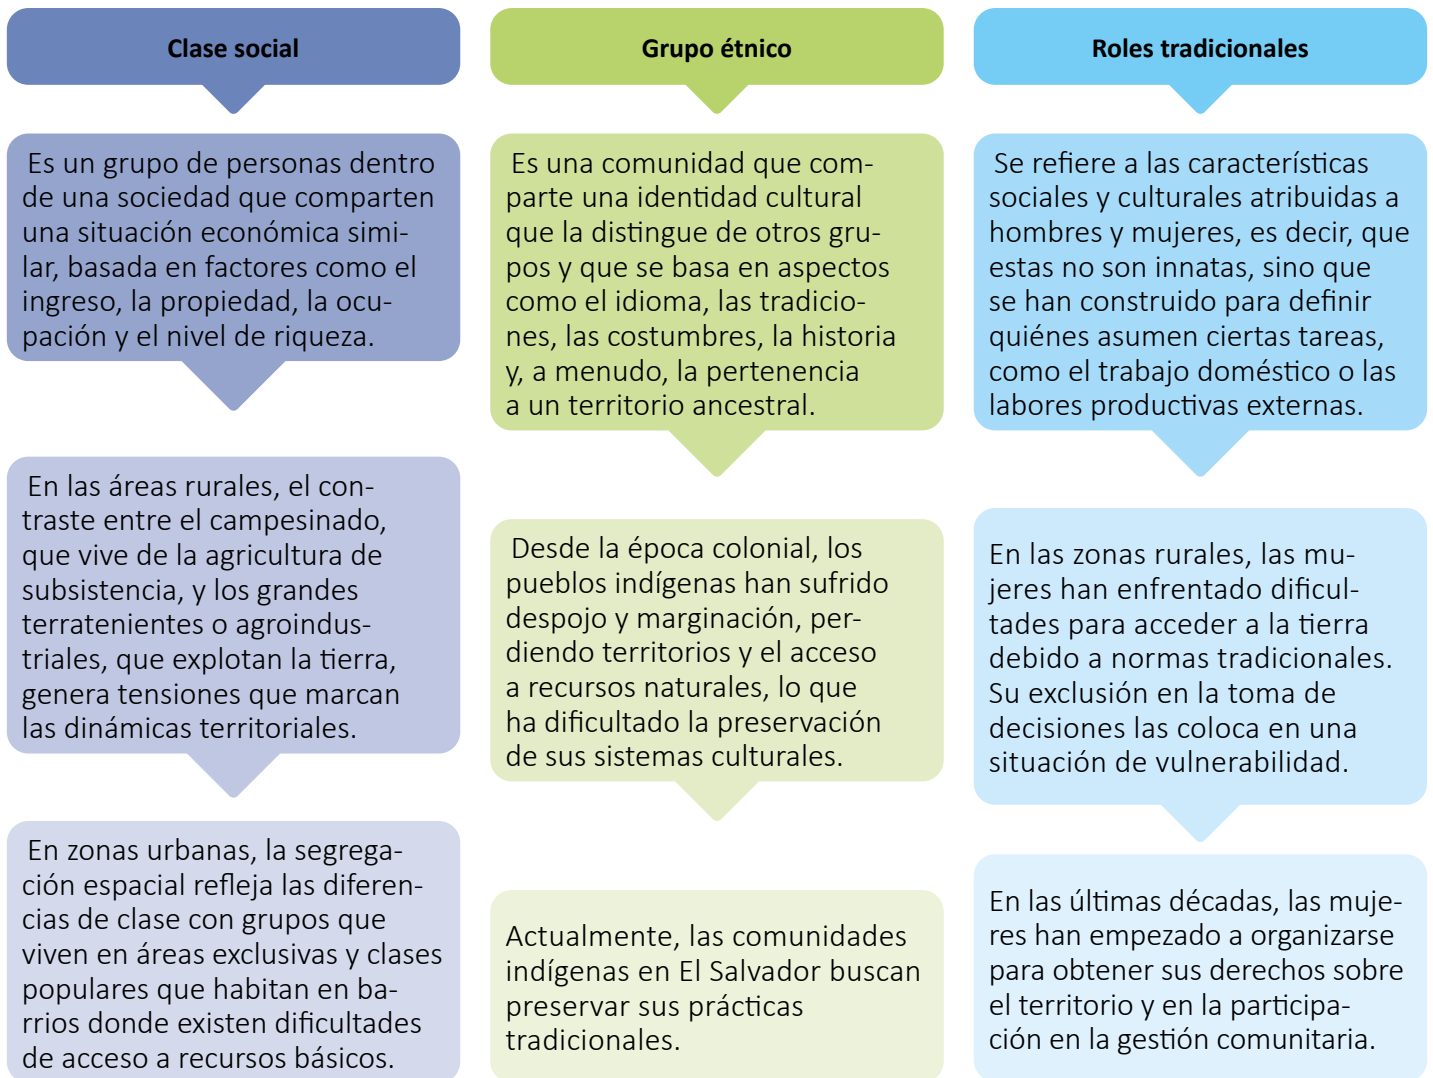 Clase social
Es un grupo de personas dentro
de una sociedad que comparten
una situación económica simi-
lar, basada en factores como el
ingreso, la propiedad, la ocu-
pación y el nivel de riqueza.
En las áreas rurales, el con-
traste entre el campesinado,
que vive de la agricultura de
subsistencia, y los grandes
terratenientes o agroindus-
triales, que explotan la tierra,
genera tensiones que marcan
las dinámicas territoriales.
En zonas urbanas, la segrega-
ción espacial refleja las diferen-
cias de clase con grupos que
viven en áreas exclusivas y clases
populares que habitan en ba-
rrios donde existen dificultades
de acceso a recursos básicos.
Grupo étnico
Es una comunidad que com-
parte una identidad cultural
que la distingue de otros gru-
pos y que se basa en aspectos
como el idioma, las tradicio-
nes, las costumbres, la historia
y, a menudo, la pertenencia
a un territorio ancestral.
Desde la época colonial, los
pueblos indígenas han sufrido
despojo y marginación, per-
diendo territorios y el acceso
a recursos naturales, lo que
ha dificultado la preservación
de sus sistemas culturales.
Actualmente, las comunidades
indígenas en El Salvador buscan
preservar sus prácticas
tradicionales.
Roles tradicionales
Se refiere a las características
sociales y culturales atribuidas a
hombres y mujeres, es decir, que
estas no son innatas, sino que
se han construido para definir
quiénes asumen ciertas tareas,
como el trabajo doméstico o las
labores productivas externas.
En las zonas rurales, las mu-
jeres han enfrentado dificul-
tades para acceder a la tierra
debido a normas tradicionales.
Su exclusión en la toma de
decisiones las coloca en una
situación de vulnerabilidad.
En las últimas décadas, las muje-
res han empezado a organizarse
para obtener sus derechos sobre
el territorio y en la participa-
ción en la gestión comunitaria.